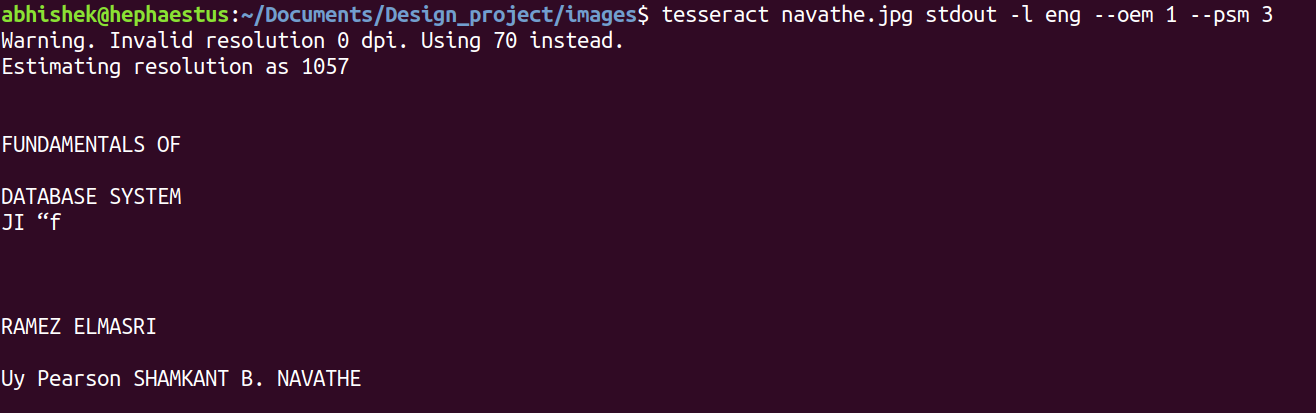 abhishek@hephaestus:~/Documents/Design_project/images$ tesseract navathe.jpg stdout -l eng --oem 1 --psm 3
Warning. Invalid resolution 0 dpi. Using 70 instead.
Estimating resolution as 1057
FUNDAMENTALS OF
DATABASE SYSTEM
JI “f
RAMEZ ELMASRI
Uy Pearson SHAMKANT B. NAVATHE